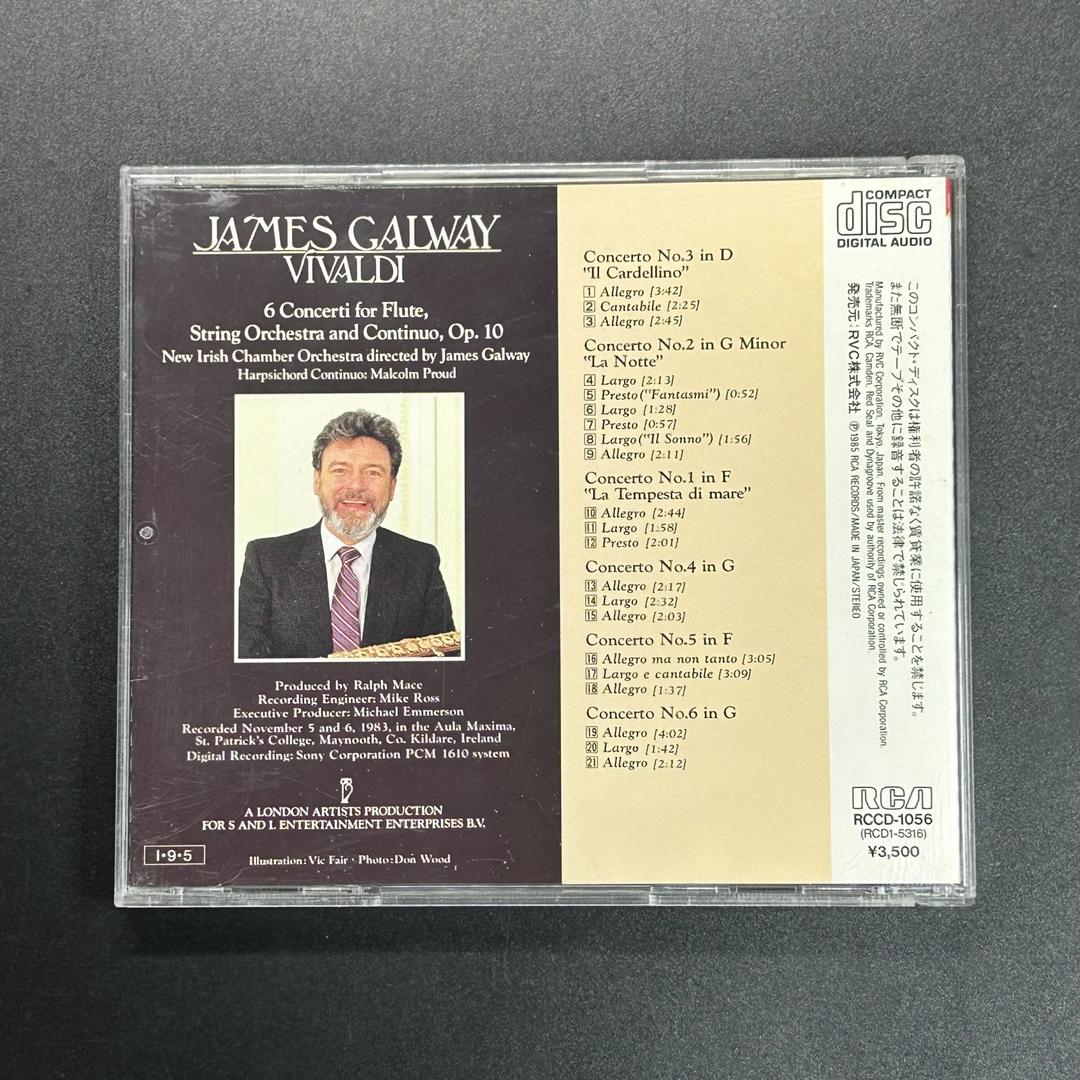 JAMES GALWAY
VIVALDI
6 Concerti for Flute,
String Orchestra and Continuo, Op. 10
New Irish Chamber Orchestra directed by James Galway
Harpsichord Continuo: Malcolm Proud
Produced by Ralph Mace
Recording Engineer: Mike Ross
Executive Producer: Michael Emmerson
Recorded November 5 and 6, 1983, in the Aula Maxima,
St. Patrick's College, Maynooth, Co. Kildare, Ireland
Digital Recording: Sony Corporation PCM 1610 system
A LONDON ARTISTS PRODUCTION
FOR S AND L ENTERTAINMENT ENTERPRISES B.V.
1•9•5
Illustration: Vic Fair • Photo: Don Wood
Concerto No.3 in D
"Il Cardellino"
1 Allegro [3:42]
2 Cantabile [2:25]
3 Allegro [2:45]
Concerto No.2 in G Minor
"La Notte"
4 Largo [2:13]
5 Presto ("Fantasmi") [0:52]
6 Largo [1:28]
7 Presto [0:57]
8 Largo ("Il Sonno") [1:56]
9 Allegro [2:11]
Concerto No.1 in F
"La Tempesta di mare"
10 Allegro [2:44]
11 Largo [1:58]
12 Presto [2:01]
Concerto No.4 in G
13 Allegro [2:17]
14 Largo [2:32]
15 Allegro [2:03]
Concerto No.5 in F
16 Allegro ma non tanto [3:05]
17 Largo e cantabile [3:09]
18 Allegro [1:37]
Concerto No.6 in G
19 Allegro [4:02]
20 Largo [1:42]
21 Allegro [2:12]
COMPACT
disc
DIGITAL AUDIO
このコンパクト・ディスクは権利者の許諾なく賃貸業に使用することを禁じます。
また無断でテープその他に録音することは法律で禁じられています。
Manufactured by RVC Corporation, Tokyo, Japan. From master recordings owned or controlled by RCA Corporation.
Trademarks RCA, Camden, Red Seal and Dynagroove used by authority of RCA Corporation.
発売元：RVC株式会社 ℗1985 RCA RECORDS/MADE IN JAPAN/STEREO
RCA
RCCD-1056
(RCD1-5316)
¥3,500